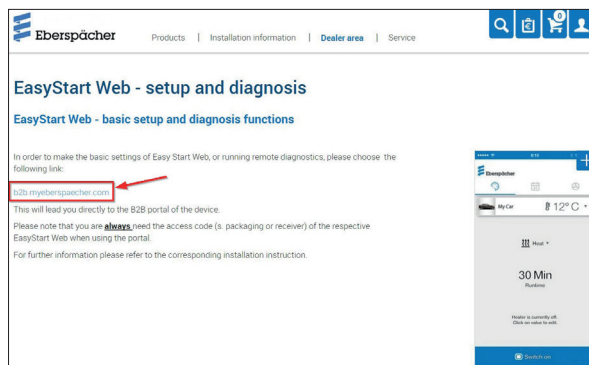 0
Eberspächer
Products | Installation information | Dealer area | Service
EasyStart Web - setup and diagnosis
EasyStart Web - basic setup and diagnosis functions
In order to make the basic settings of Easy Start Web, or running remote diagnostics, please choose the
following link:
b2b.myeberspaecher.com
This will lead you directly to the B2B portal of the device.
Please note that you are always need the access code (s. packaging or receiver) of the respective
EasyStart Web when using the portal.
For further information please refer to the corresponding installation instruction.
Eberspächer
My Car 12° C
Heat
30 Min
Runtime
Heater is currently off.
Click on value to edit.
Switch on